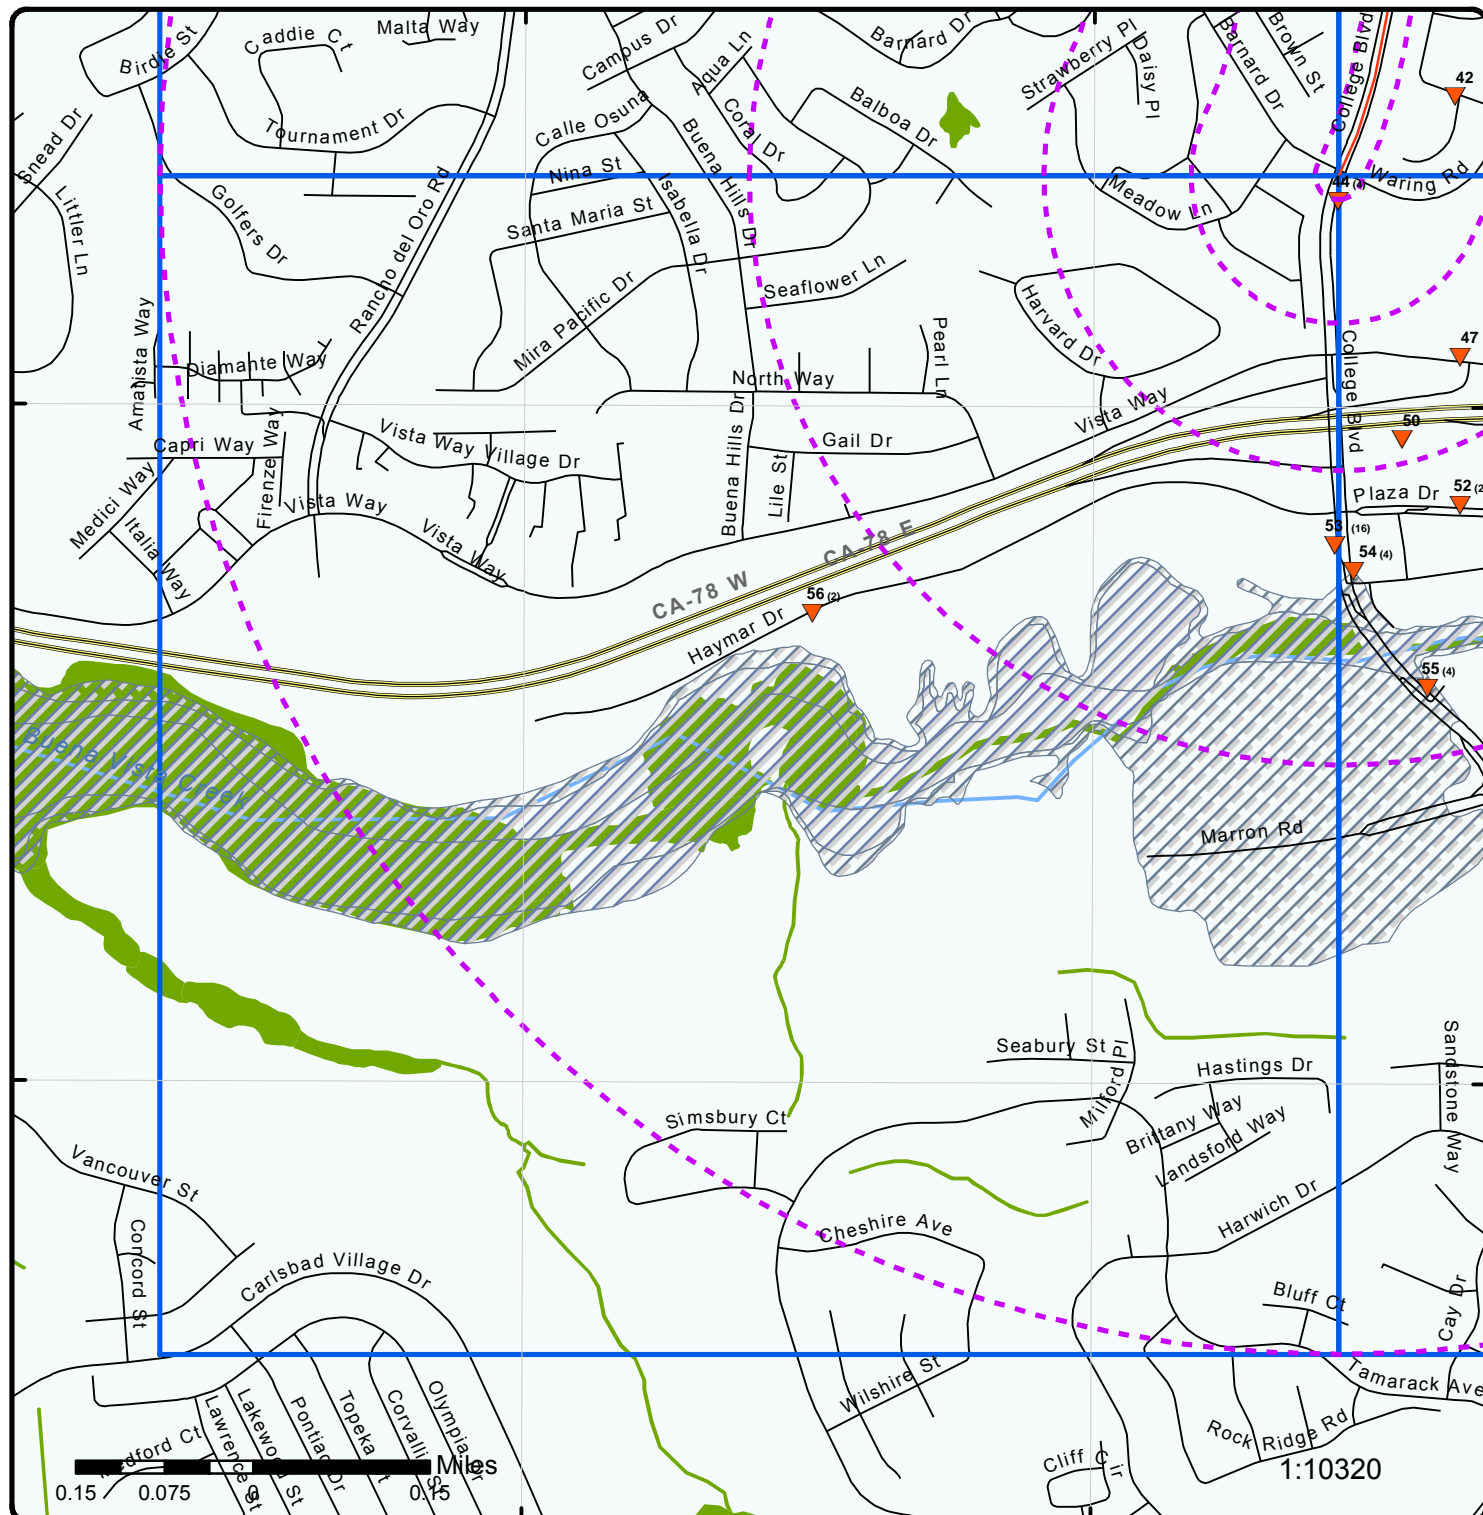 Malta Way
Caddie Ct
Birdie St
Campus Dr
Aqua Ln
Barnard Dr
Strawberry Pl
Daisy Pl
Barnard Dr
Brown St
College Blvd
42
Snead Dr
Tournament Dr
Calle Osuna
Coral Dr
Balboa Dr
Buena Hills Dr
Nina St
Isabella Dr
Waring Rd
44
Meadow Ln
Littler Ln
Golfers Dr
Rancho del Oro Rd
Santa Maria St
Mira Pacific Dr
Seaflower Ln
Harvard Dr
Amatista Way
Diamante Way
North Way
Pearl Ln
College Blvd
47
Vista Way
50
Capri Way
Firenze Way
Vista Way
Village Dr
Buena Hills Dr
Gail Dr
Lile St
Medici Way
Italia Way
Vista Way
Vista Way
Plaza Dr
52 (2
53 (16)
54 (4)
CA-78 E
CA-78 W
56 (2)
Haymar Dr
55 (4)
Buena Vista Creek
Marron Rd
Seabury St
Milford Pl
Hastings Dr
Sandstone Way
Brittany Way
Landsford Way
Simsbury Ct
Vancouver St
Concord St
Harwich Dr
Cheshire Ave
Carlsbad Village Dr
Bluff Ct
Cay Dr
Tamarack Ave
Wilshire St
Rock Ridge Rd
Cliff Cir
Lawrence St
Lakewood St
Pontiac Dr
Topeka St
Corvallis St
Olympia Dr
Miles
0.15 0.075 0.15
1:10320